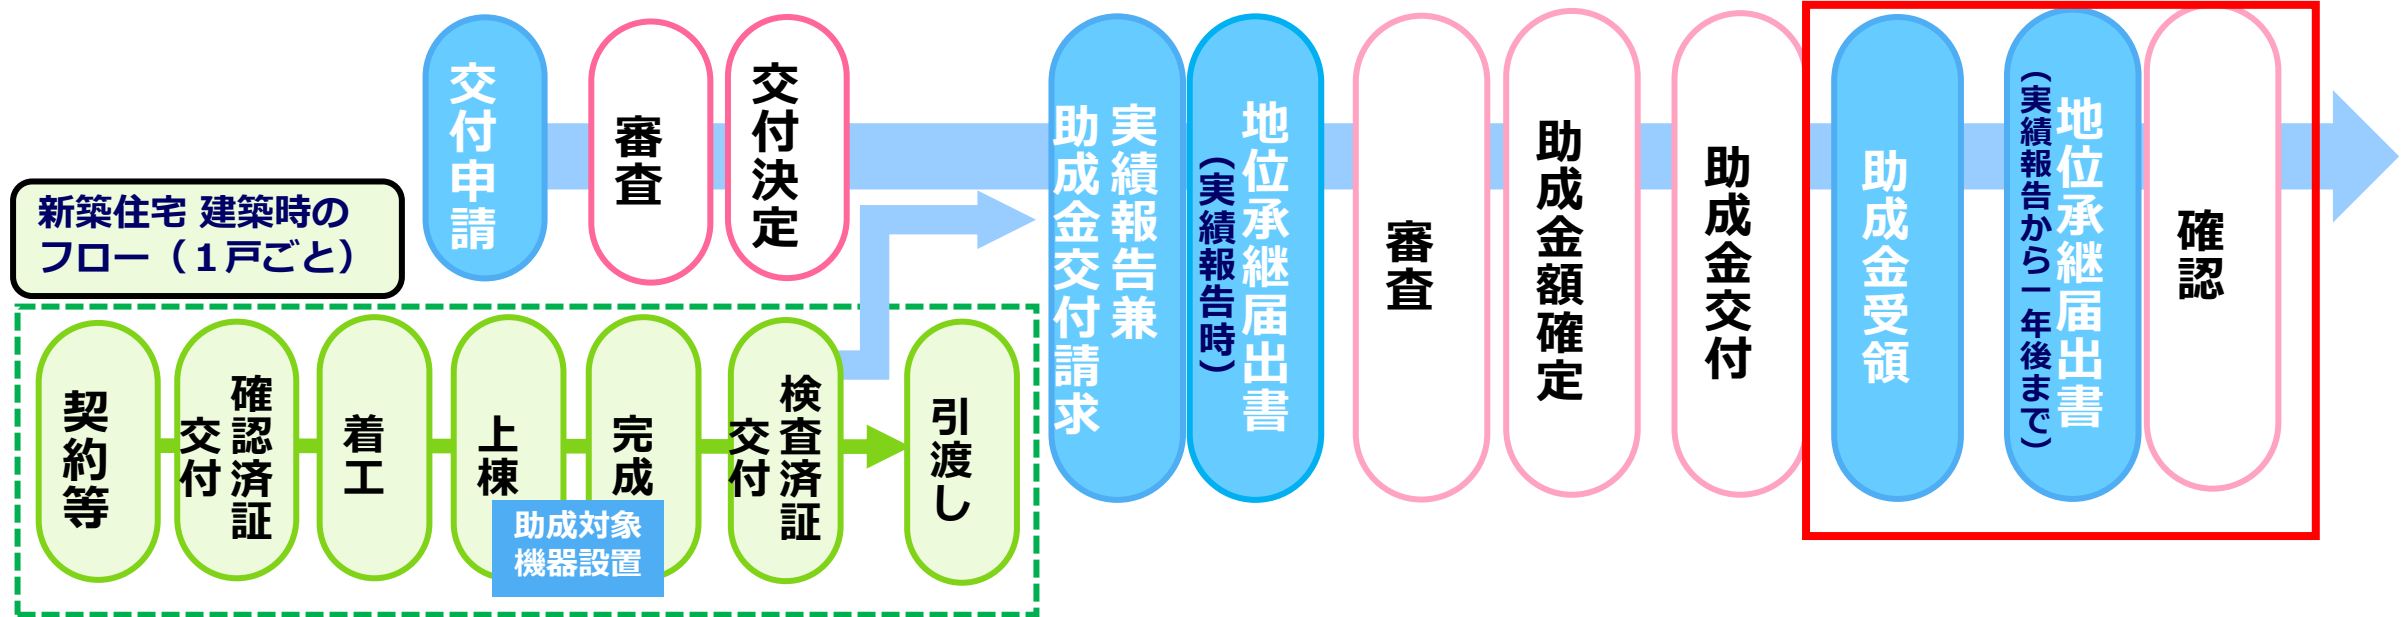 交付申請
審査
交付決定
実績報告兼
助成金交付請求
地位承継届出書
（実績報告時）
審査
助成金額確定
助成金交付
助成金受領
地位承継届出書
（実績報告から一年後まで）
確認
新築住宅 建築時の
フロー（１戸ごと）
契約等
確認済証
交付
着工
上棟
完成
助成対象
機器設置
検査済証
交付
引渡し